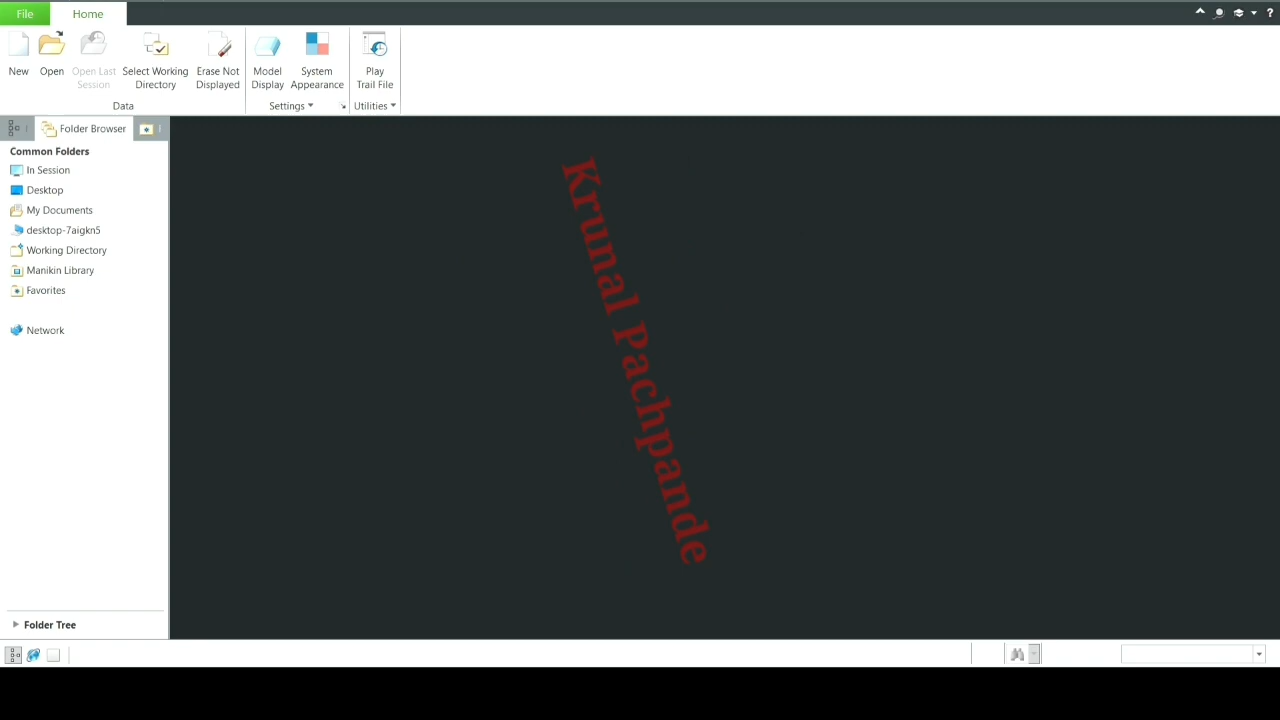 File
Home
?
New
Open
Open Last Session
Select Working Directory
Erase Not Displayed
Model Display
System Appearance
Play Trail File
Data
Settings
Utilities
Folder Browser
Common Folders
In Session
Desktop
My Documents
desktop-7aigkn5
Working Directory
Manikin Library
Favorites
Network
Folder Tree
Krunal Pachpande